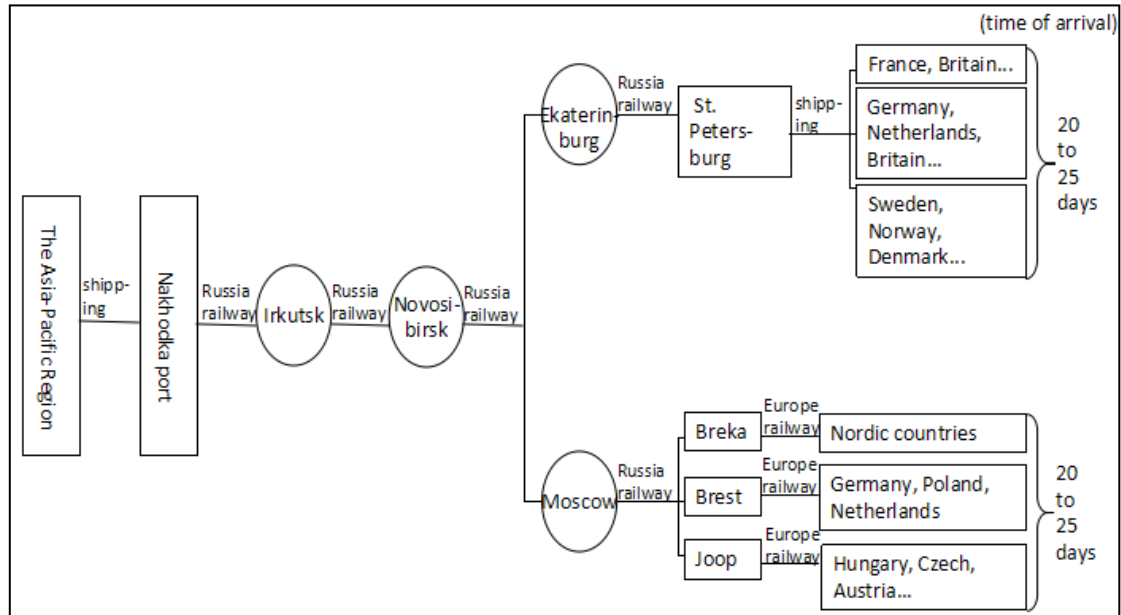 (time of arrival)
The Asia-Pacific Region
shipp-
ing
Nakhodka port
Russia
railway
Irkutsk
Russia
railway
Novosi-
birsk
Russia
railway
Ekaterin-
burg
Russia
railway
St.
Peters-
burg
shipp-
ing
France, Britain...
Germany,
Netherlands,
Britain...
Sweden,
Norway,
Denmark...
20
to
25
days
Moscow
Russia
railway
Breka
Europe
railway
Nordic countries
Brest
Europe
railway
Germany, Poland,
Netherlands
Joop
Europe
railway
Hungary, Czech,
Austria...
20
to
25
days